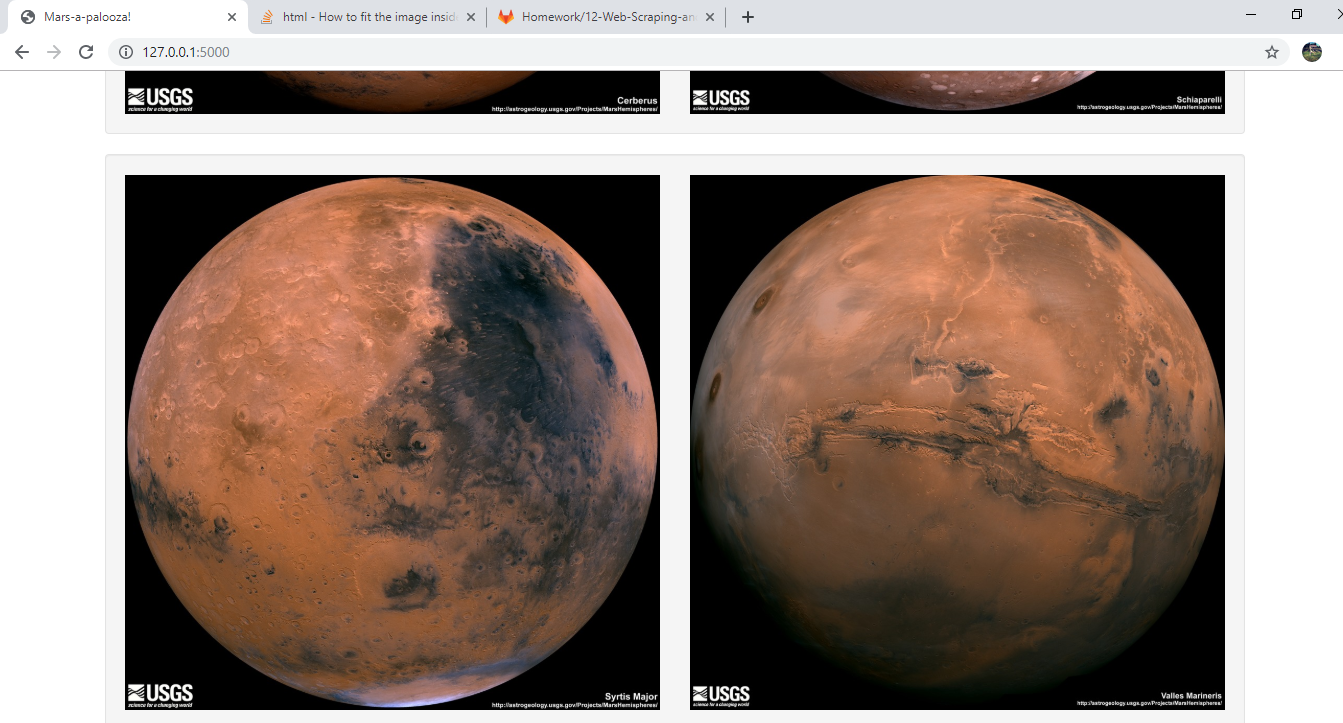 Mars-a-palooza!
html - How to fit the image insid
Homework/12-Web-Scraping-an
127.0.0.1:5000
USGS
science for a changing world
Cerberus
http://astrogeology.usgs.gov/Projects/MarsHemispheres/
USGS
science for a changing world
Schiaparelli
http://astrogeology.usgs.gov/Projects/MarsHemispheres/
USGS
science for a changing world
Syrtis Major
http://astrogeology.usgs.gov/Projects/MarsHemispheres/
USGS
science for a changing world
Valles Marineris
http://astrogeology.usgs.gov/Projects/MarsHemispheres/